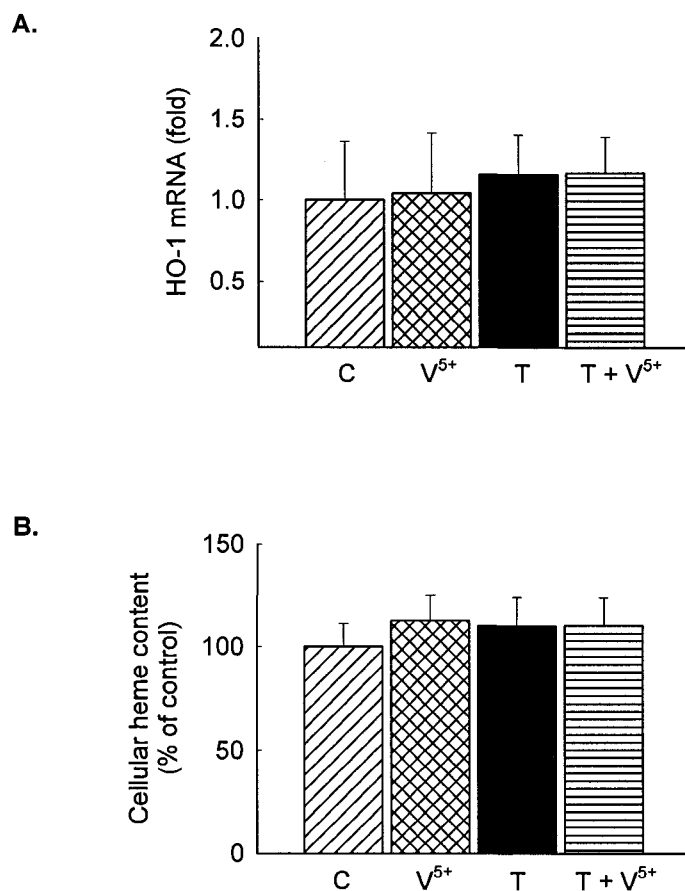 A.
HO-1 mRNA (fold)
2.0
1.5
1.0
0.5
C V⁵⁺ T T + V⁵⁺
B.
Cellular heme content
(% of control)
150
100
50
0
C V⁵⁺ T T + V⁵⁺